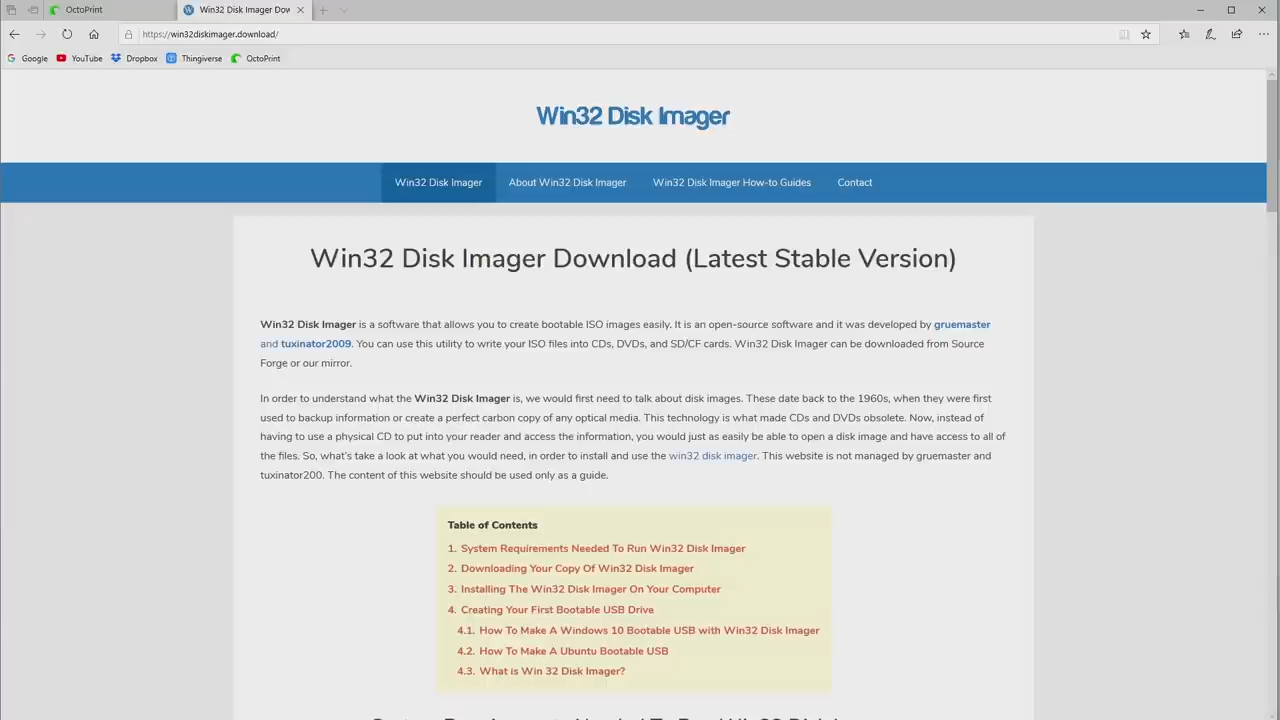 OctoPrint
Win32 Disk Imager Dow
https://win32diskimager.download/
Google YouTube Dropbox Thingiverse OctoPrint
Win32 Disk Imager
Win32 Disk Imager About Win32 Disk Imager Win32 Disk Imager How-to Guides Contact
Win32 Disk Imager Download (Latest Stable Version)
Win32 Disk Imager is a software that allows you to create bootable ISO images easily. It is an open-source software and it was developed by gruemaster
and tuxinator2009. You can use this utility to write your ISO files into CDs, DVDs, and SD/CF cards. Win32 Disk Imager can be downloaded from Source
Forge or our mirror.
In order to understand what the Win32 Disk Imager is, we would first need to talk about disk images. These date back to the 1960s, when they were first
used to backup information or create a perfect carbon copy of any optical media. This technology is what made CDs and DVDs obsolete. Now, instead of
having to use a physical CD to put into your reader and access the information, you would just as easily be able to open a disk image and have access to all of
the files. So, what's take a look at what you would need, in order to install and use the win32 disk imager. This website is not managed by gruemaster and
tuxinator200. The content of this website should be used only as a guide.
Table of Contents
1. System Requirements Needed To Run Win32 Disk Imager
2. Downloading Your Copy Of Win32 Disk Imager
3. Installing The Win32 Disk Imager On Your Computer
4. Creating Your First Bootable USB Drive
4.1. How To Make A Windows 10 Bootable USB with Win32 Disk Imager
4.2. How To Make A Ubuntu Bootable USB
4.3. What is Win 32 Disk Imager?